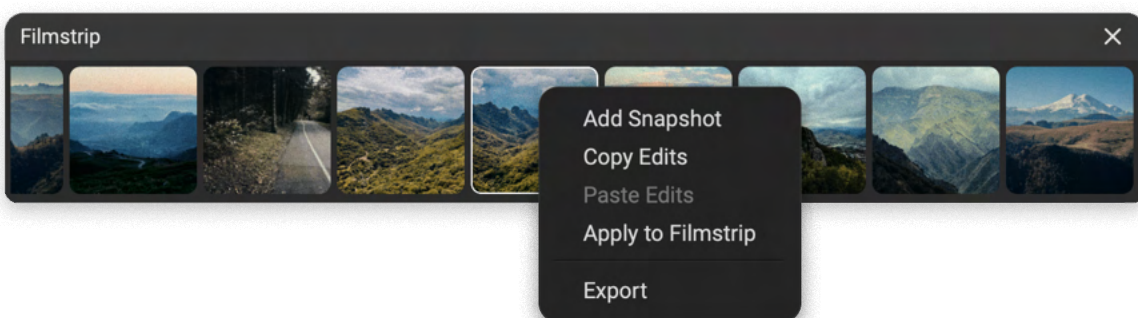 Filmstrip
Add Snapshot
Copy Edits
Paste Edits
Apply to Filmstrip
Export